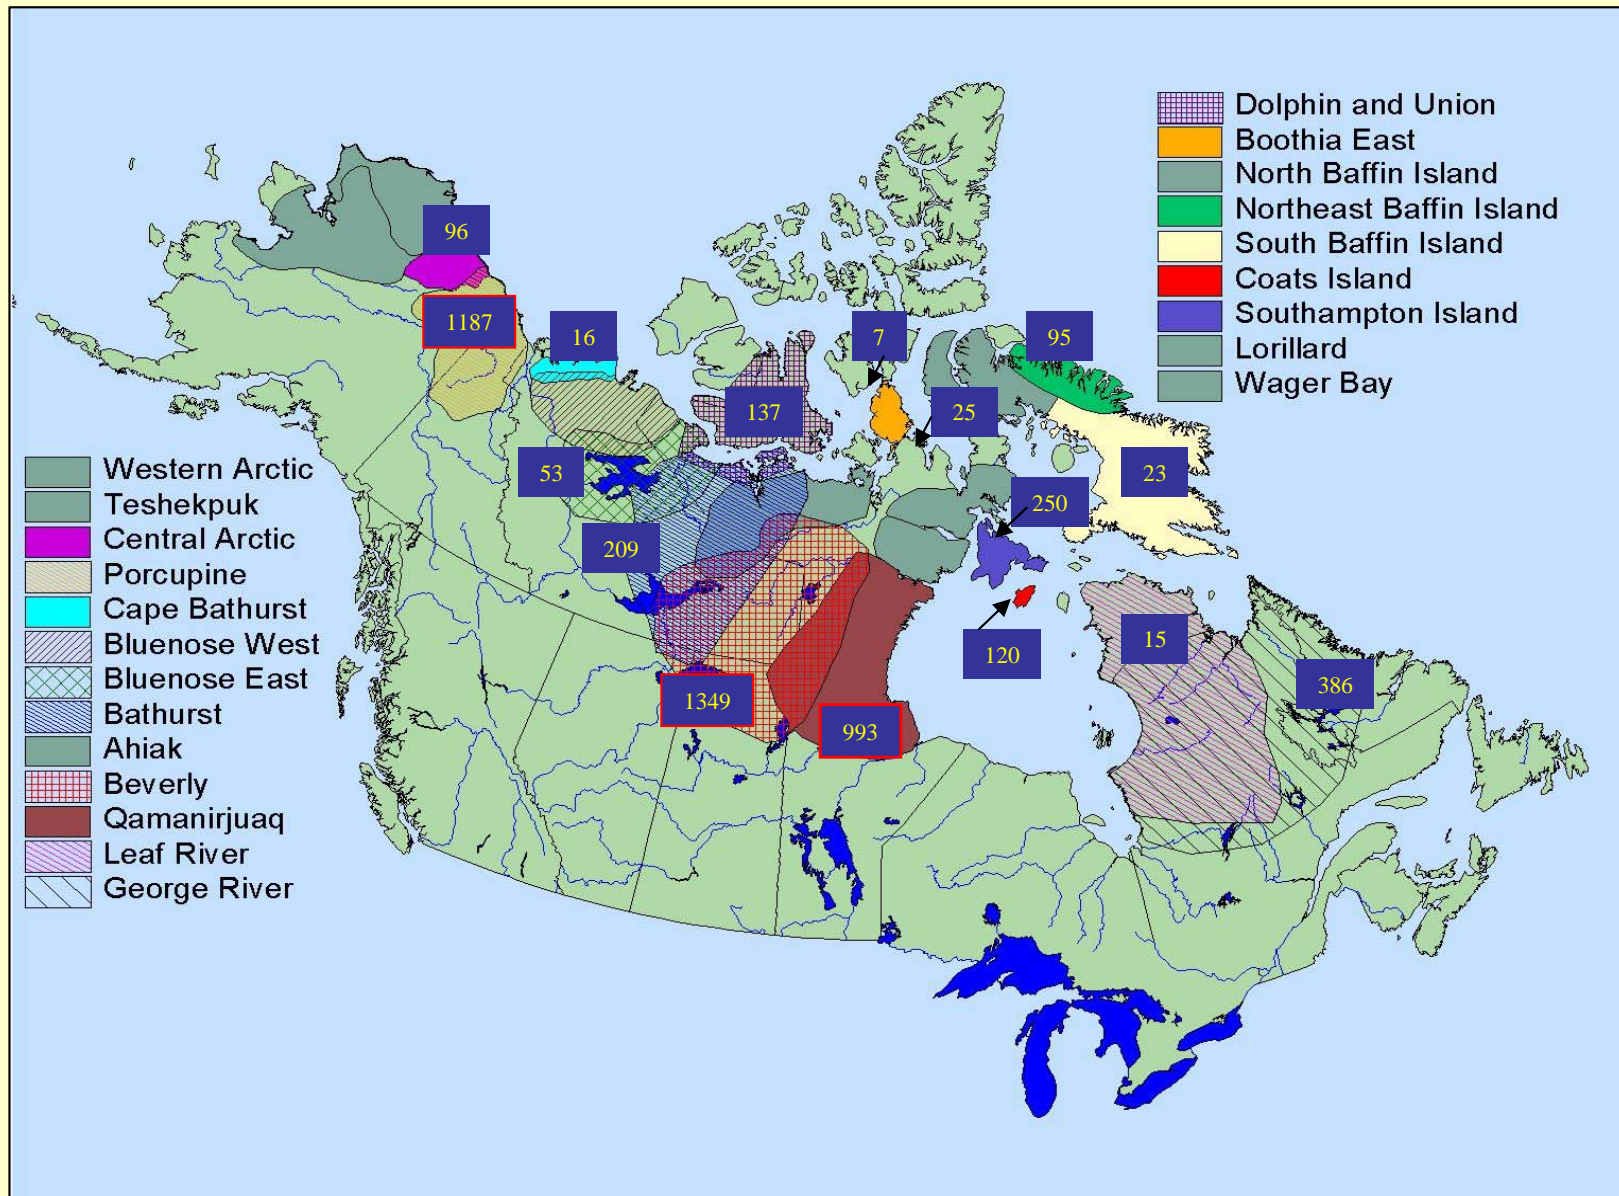 Dolphin and Union
Boothia East
North Baffin Island
Northeast Baffin Island
South Baffin Island
Coats Island
Southampton Island
Lorillard
Wager Bay
96
1187
16
7
95
137
25
53
23
250
209
120
15
386
1349
993
Western Arctic
Teshekpuk
Central Arctic
Porcupine
Cape Bathurst
Bluenose West
Bluenose East
Bathurst
Ahiak
Beverly
Qamanirjuaq
Leaf River
George River